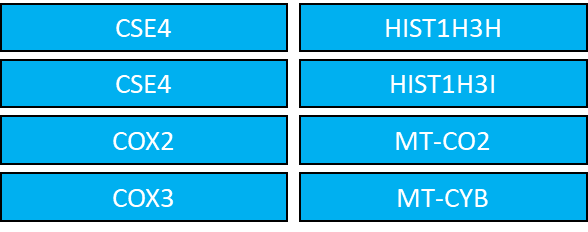 CSE4 HIST1H3H
CSE4 HIST1H3I
COX2 MT-CO2
COX3 MT-CYB